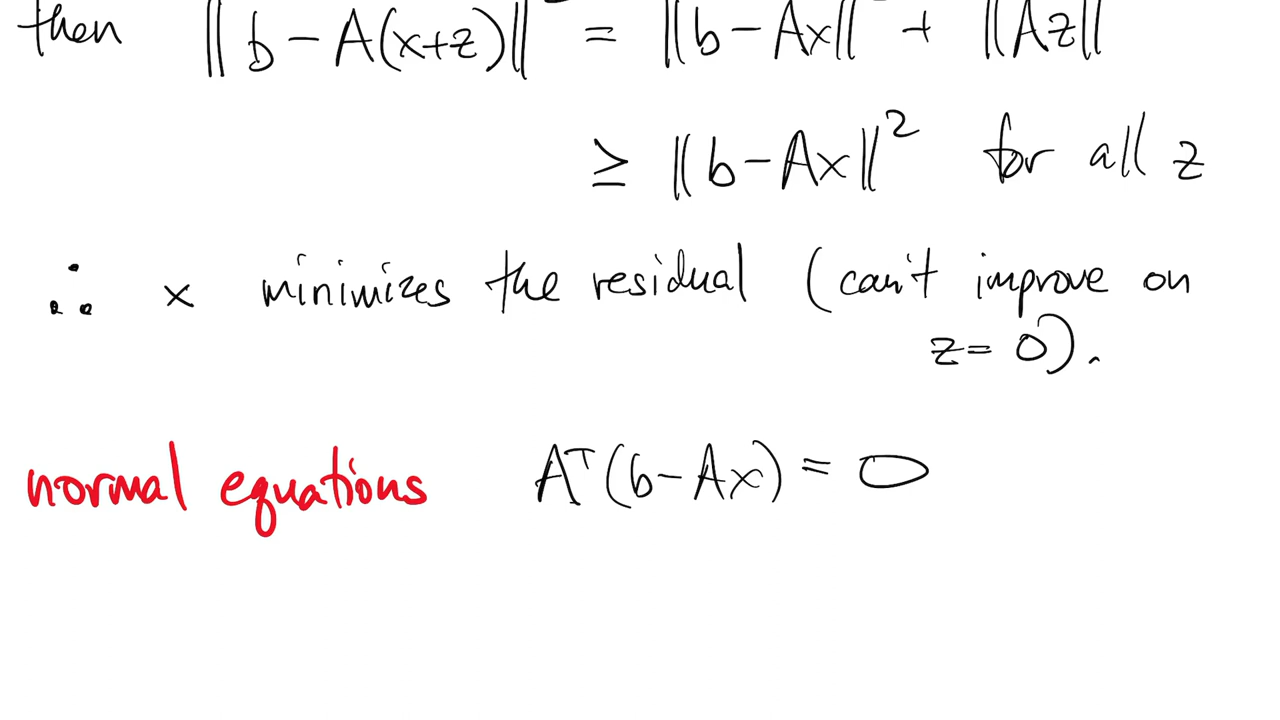 then ‖b-A(x+z)‖² = ‖b-Ax‖² + ‖Az‖
≥ ‖b-Ax‖² for all z
∴ x minimizes the residual (can't improve on
z=0).
normal equations Aᵀ(b-Ax) = 0